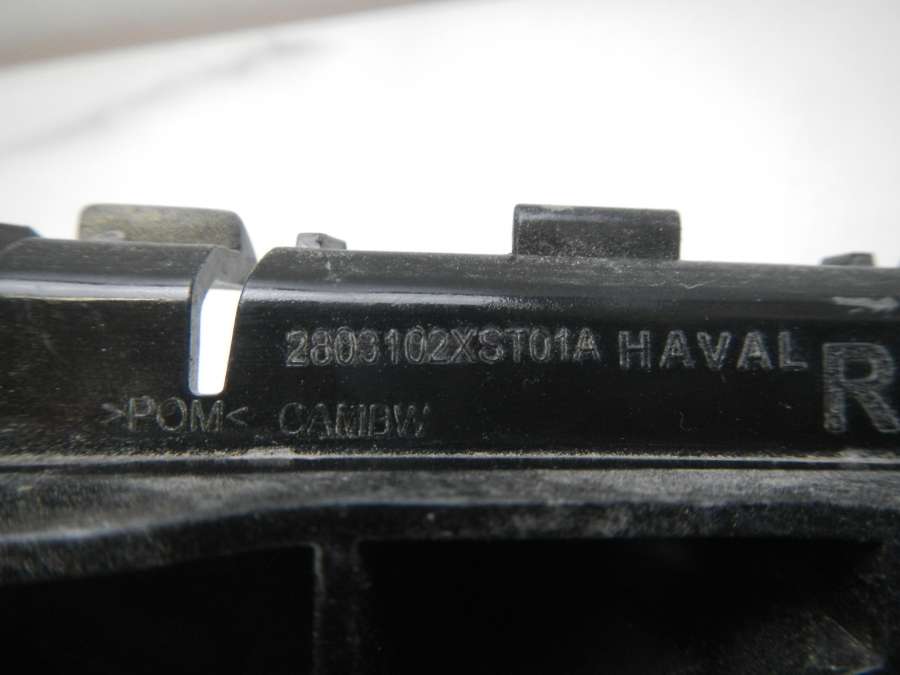 2803102XST01A HAVAL R
>POM< CAMBW